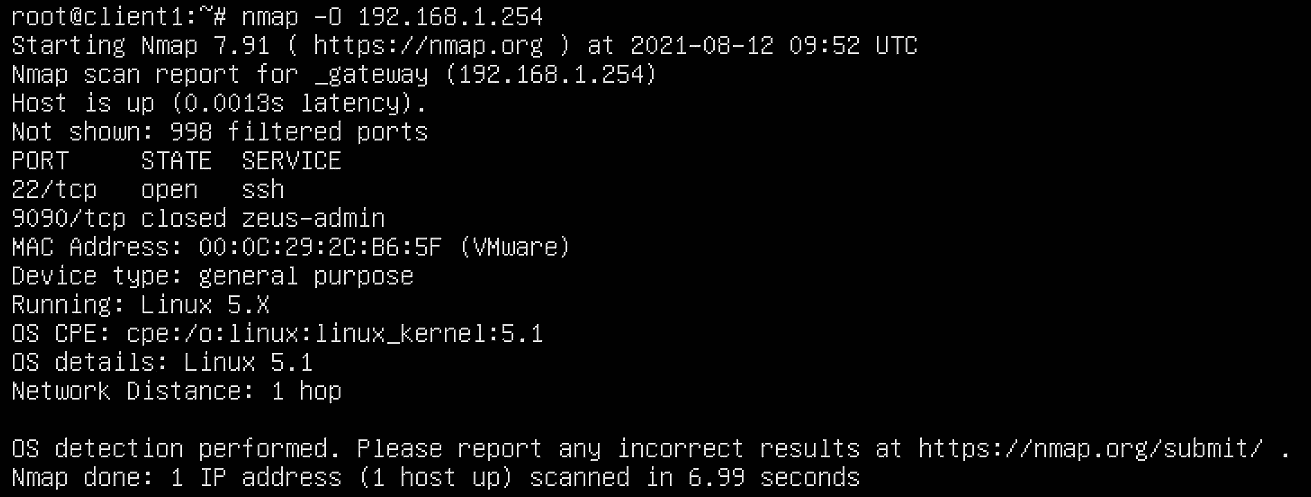 root@client1:~# nmap -O 192.168.1.254
Starting Nmap 7.91 ( https://nmap.org ) at 2021-08-12 09:52 UTC
Nmap scan report for _gateway (192.168.1.254)
Host is up (0.0013s latency).
Not shown: 998 filtered ports
PORT     STATE  SERVICE
22/tcp   open   ssh
9090/tcp closed zeus-admin
MAC Address: 00:0C:29:2C:B6:5F (VMware)
Device type: general purpose
Running: Linux 5.X
OS CPE: cpe:/o:linux:linux_kernel:5.1
OS details: Linux 5.1
Network Distance: 1 hop

OS detection performed. Please report any incorrect results at https://nmap.org/submit/ .
Nmap done: 1 IP address (1 host up) scanned in 6.99 seconds